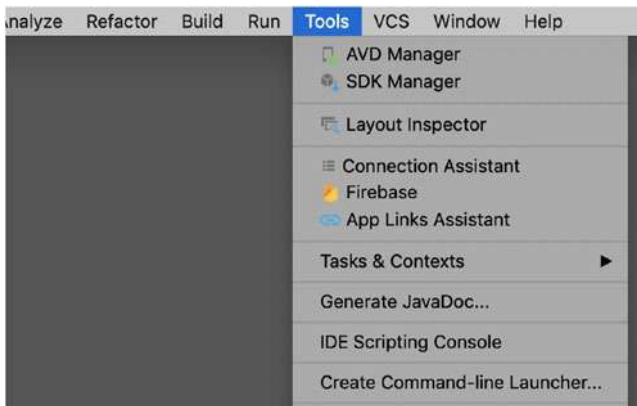 Analyze Refactor Build Run Tools VCS Window Help
AVD Manager
SDK Manager
Layout Inspector
Connection Assistant
Firebase
App Links Assistant
Tasks & Contexts
Generate JavaDoc...
IDE Scripting Console
Create Command-line Launcher...